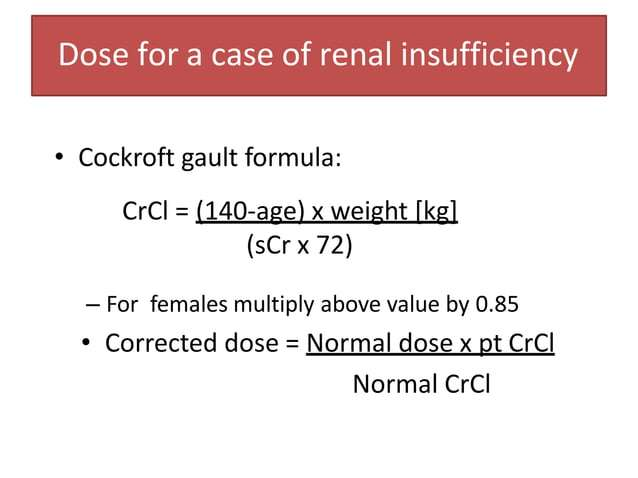 Dose for a case of renal insufficiency
• Cockroft gault formula:
CrCl = (140-age) x weight [kg]
(sCr x 72)
– For females multiply above value by 0.85
• Corrected dose = Normal dose x pt CrCl
Normal CrCl